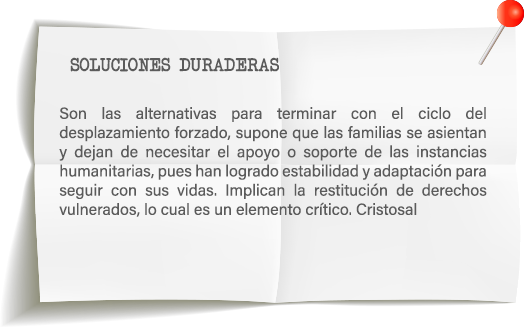 SOLUCIONES DURADERAS
Son las alternativas para terminar con el ciclo del
desplazamiento forzado, supone que las familias se asientan
y dejan de necesitar el apoyo o soporte de las instancias
humanitarias, pues han logrado estabilidad y adaptación para
seguir con sus vidas. Implican la restitución de derechos
vulnerados, lo cual es un elemento crítico. Cristosal